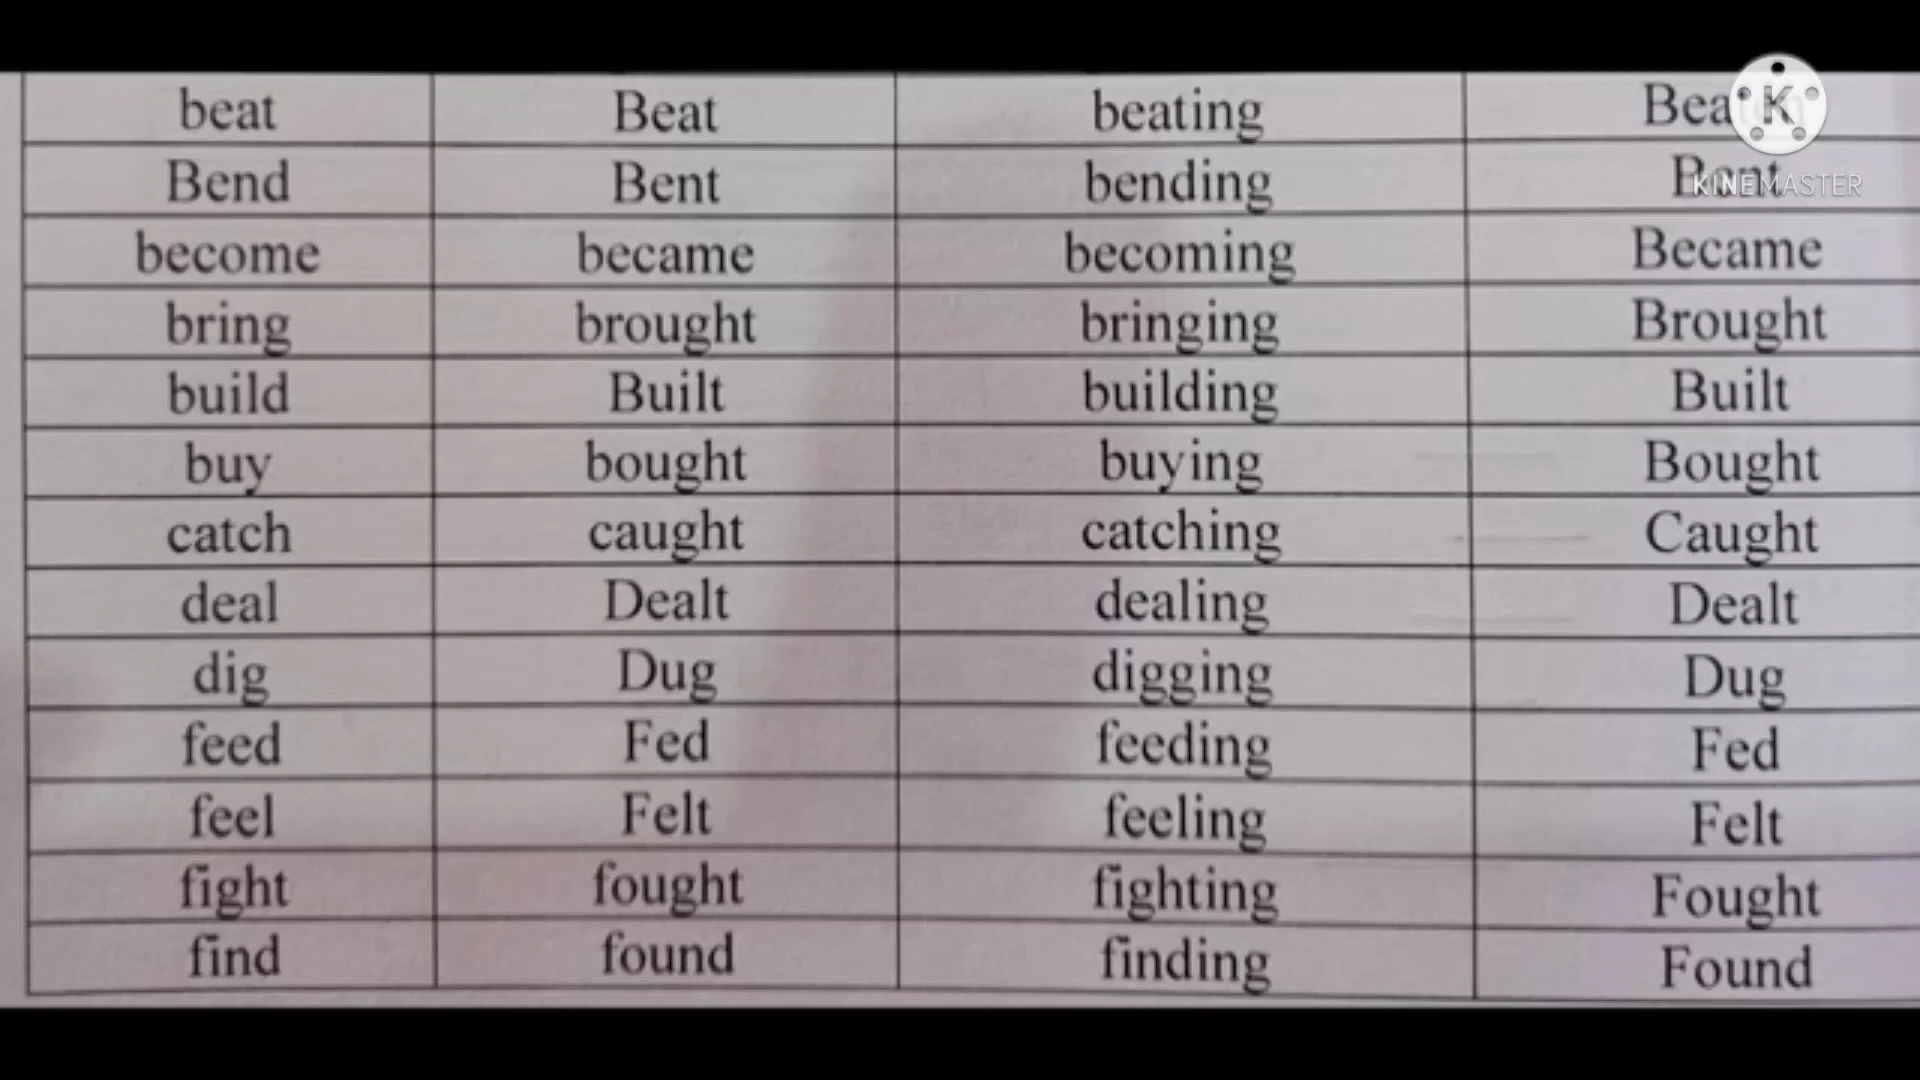 beat Beat beating Beaten
Bend Bent bending Bent
become became becoming Became
bring brought bringing Brought
build Built building Built
buy bought buying Bought
catch caught catching Caught
deal Dealt dealing Dealt
dig Dug digging Dug
feed Fed feeding Fed
feel Felt feeling Felt
fight fought fighting Fought
find found finding Found
K
KINEMASTER